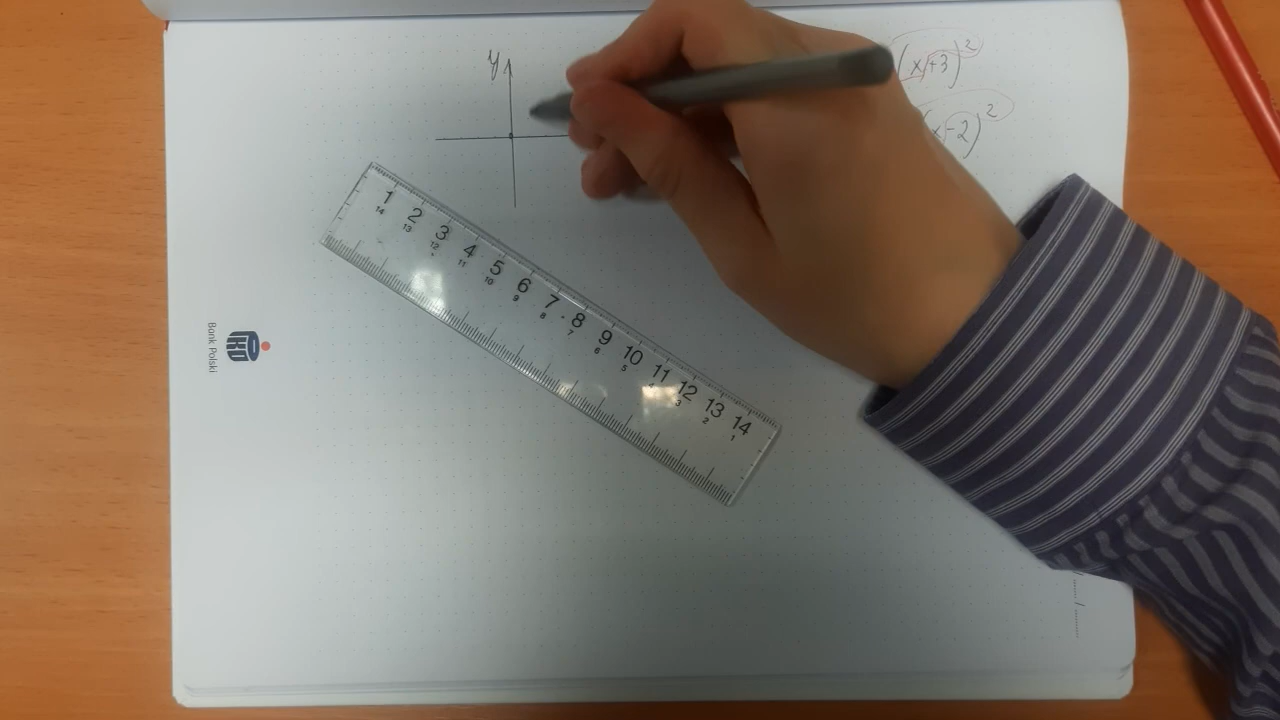 y
(x+3)²
(x-2)²
1 2 3 4 5 6 7 8 9 10 11 12 13 14
14 13 12 11 10 9 8 7 6 5 4 3 2 1
PKO
Bank Polski